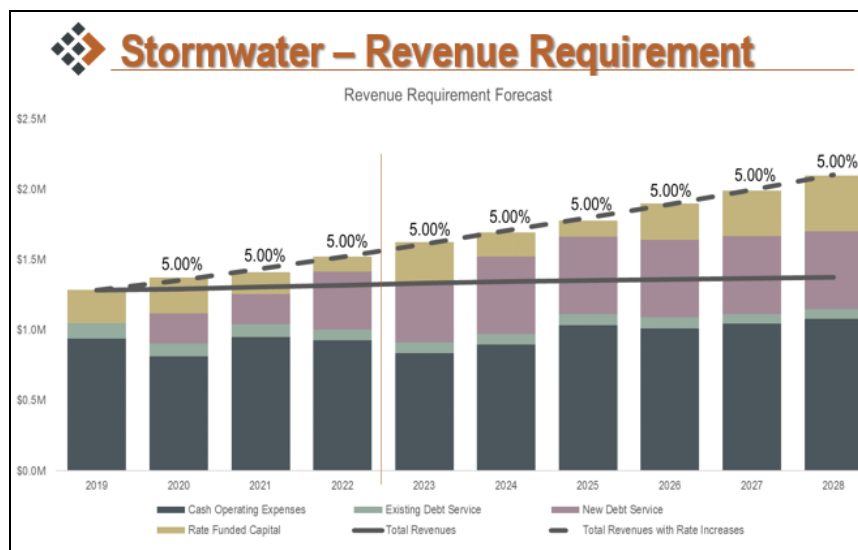 Stormwater – Revenue Requirement
Revenue Requirement Forecast
$2.5M
$2.0M
$1.5M
$1.0M
$0.5M
$0.0M
5.00% 5.00% 5.00% 5.00% 5.00% 5.00% 5.00% 5.00% 5.00%
2019 2020 2021 2022 2023 2024 2025 2026 2027 2028
Cash Operating Expenses Existing Debt Service New Debt Service
Rate Funded Capital Total Revenues Total Revenues with Rate Increases